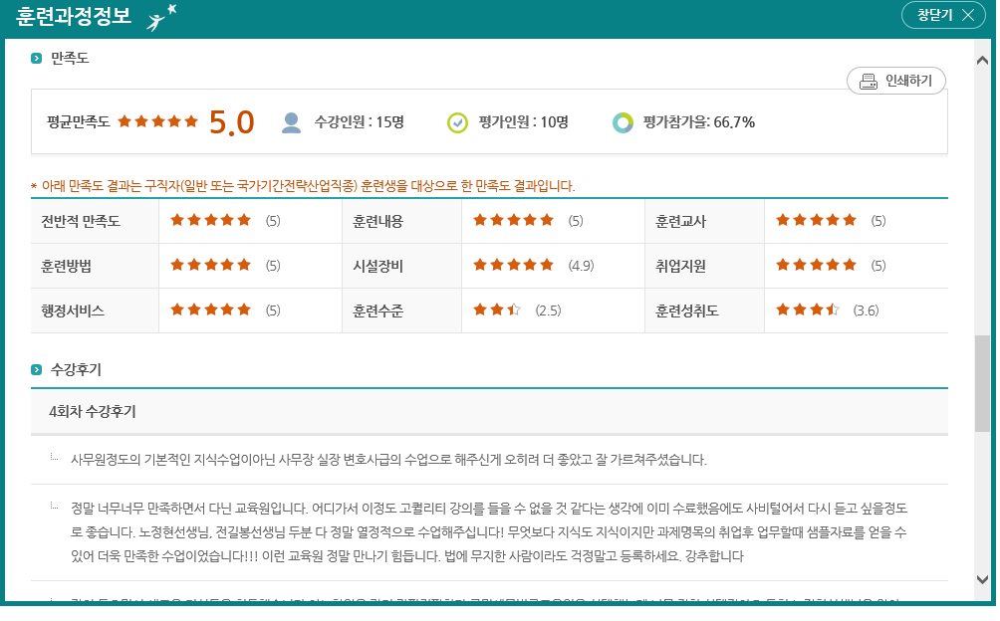 훈련과정정보
창닫기
만족도
인쇄하기
평균만족도 5.0 수강인원 : 15명 평가인원 : 10명 평가참가율: 66.7%
* 아래 만족도 결과는 구직자(일반 또는 국가기간전략산업직종) 훈련생을 대상으로 한 만족도 결과입니다.
전반적 만족도 (5) 훈련내용 (5) 훈련교사 (5)
훈련방법 (5) 시설장비 (4.9) 취업지원 (5)
행정서비스 (5) 훈련수준 (2.5) 훈련성취도 (3.6)
수강후기
4회차 수강후기
사무원정도의 기본적인 지식수업이아닌 사무장 실장 변호사급의 수업으로 해주신게 오히려 더 좋았고 잘 가르쳐주셨습니다.
정말 너무너무 만족하면서 다닌 교육원입니다. 어디가서 이정도 고퀄리티 강의를 들을 수 없을 것 같다는 생각에 이미 수료했음에도 사비털어서 다시 듣고 싶을정도
로 좋습니다. 노정현선생님, 전길봉선생님 두분 다 정말 열정적으로 수업해주십니다! 무엇보다 지식도 지식이지만 과제명목의 취업후 업무할때 샘플자료를 얻을 수
있어 더욱 만족한 수업이었습니다!!! 이런 교육원 정말 만나기 힘듭니다. 법에 무지한 사람이라도 걱정말고 등록하세요. 강추합니다